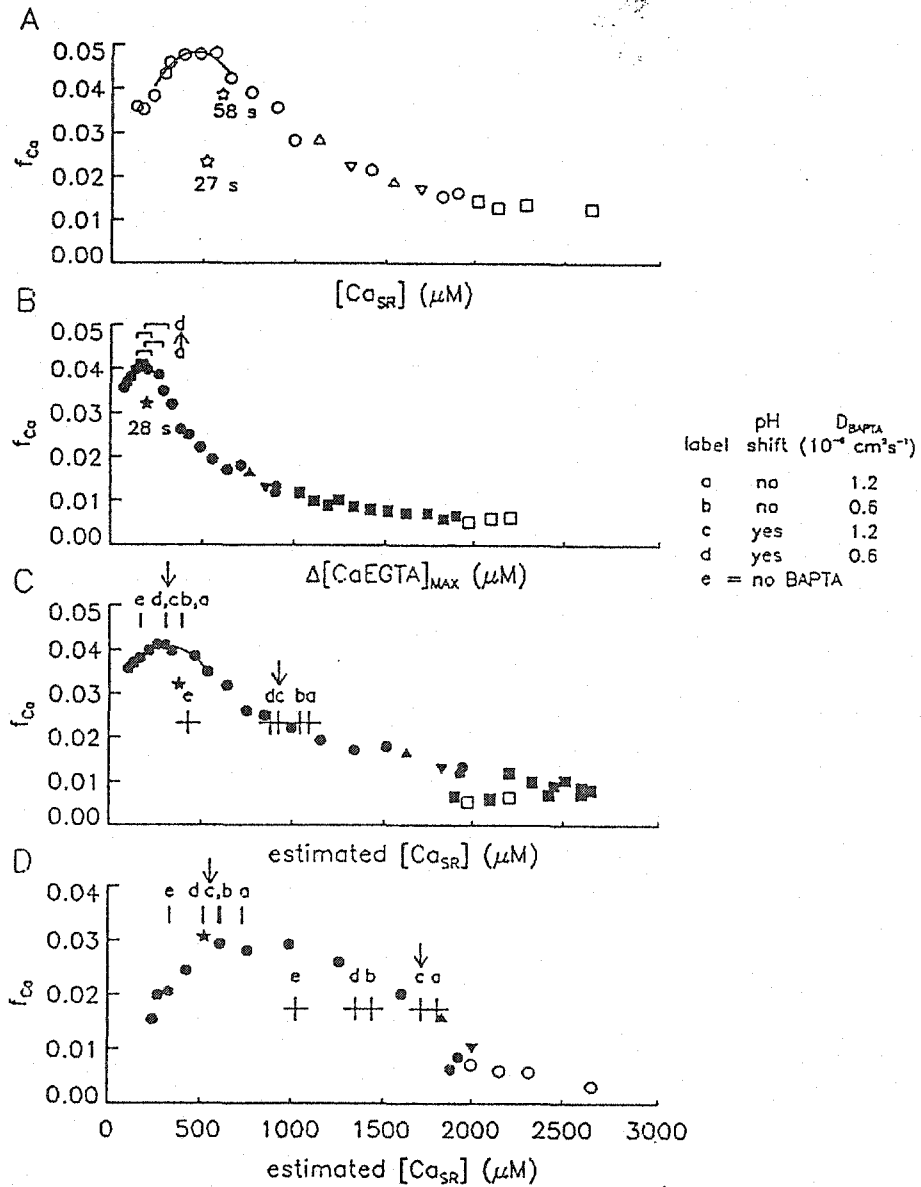 A
0.05
0.04
0.03
0.02
0.01
0.00
f_Ca
58 s
27 s
[Ca_SR] (μM)
B
0.05
0.04
0.03
0.02
0.01
0.00
f_Ca
d
a
28 s
Δ[CaEGTA]_MAX (μM)
pH D_BAPTA
label shift (10⁻⁶ cm²s⁻¹)
a no 1.2
b no 0.6
c yes 1.2
d yes 0.6
e = no BAPTA
C
0.05
0.04
0.03
0.02
0.01
0.00
f_Ca
e d,c b,a
e dc ba
estimated [Ca_SR] (μM)
D
0.04
0.03
0.02
0.01
0.00
f_Ca
e d c,b a
e d b c a
0 500 1000 1500 2000 2500 3000
estimated [Ca_SR] (μM)